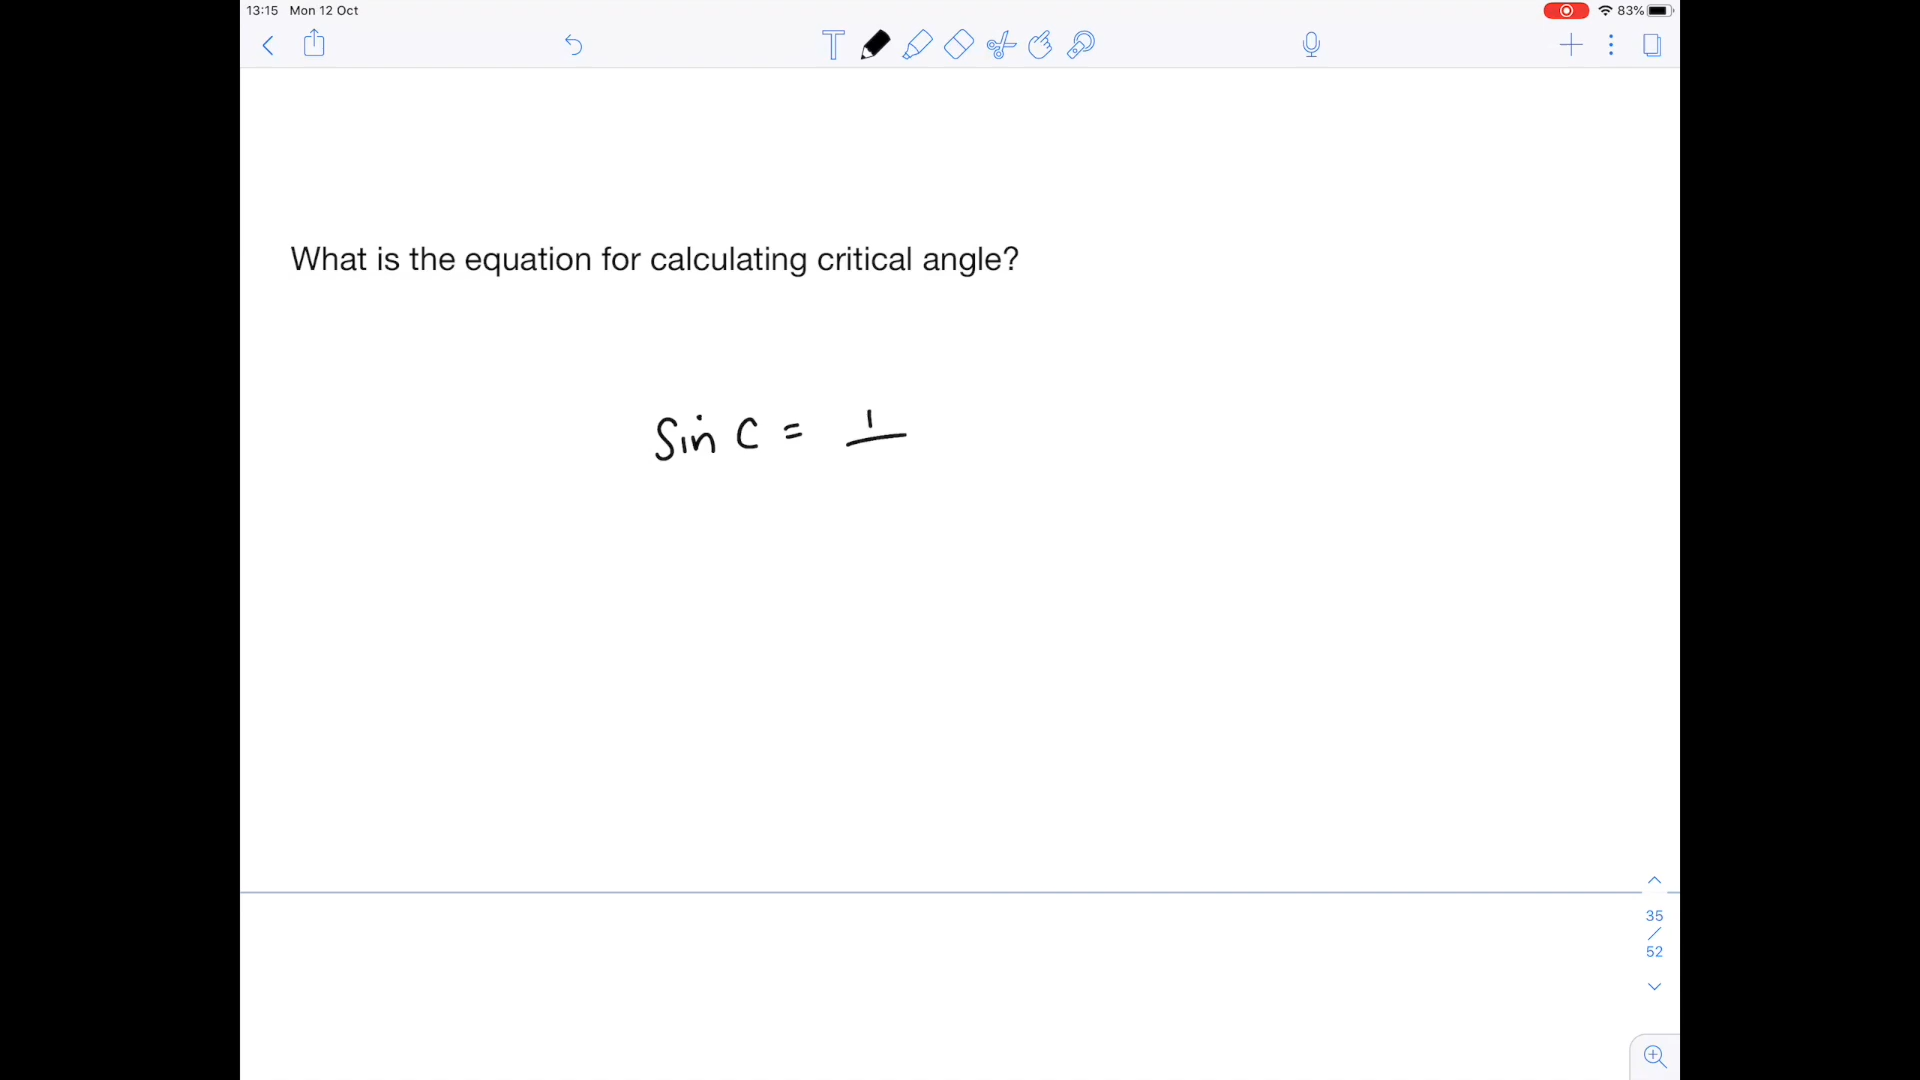 13:15 Mon 12 Oct
83%
T
What is the equation for calculating critical angle?
Sin C = 1
35
/
52